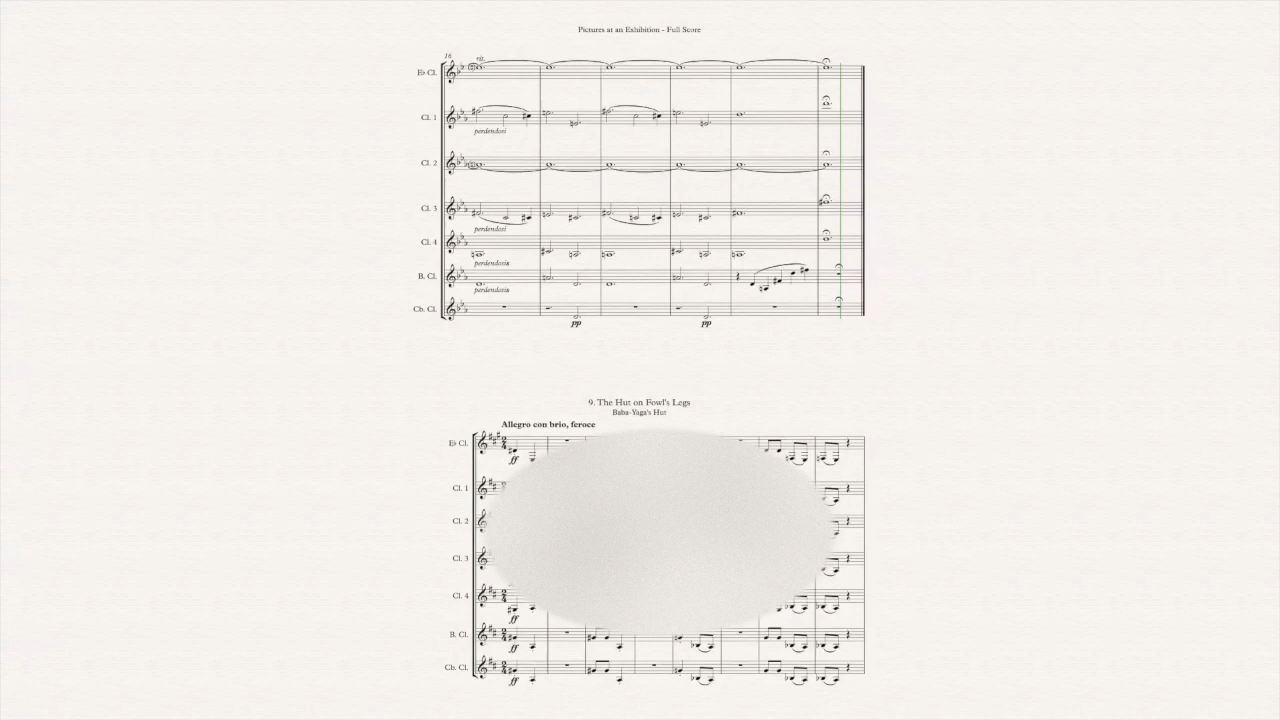 Pictures at an Exhibition - Full Score
16
rit.
E♭ Cl.
Cl. 1
perdendosi
Cl. 2
Cl. 3
perdendosi
Cl. 4
perdendosi
B. Cl.
perdendosi
Cb. Cl.
pp pp
9. The Hut on Fowl's Legs
Baba-Yaga's Hut
Allegro con brio, feroce
E♭ Cl.
ff
Cl. 1
Cl. 2
Cl. 3
Cl. 4
ff
B. Cl.
ff
Cb. Cl.
ff